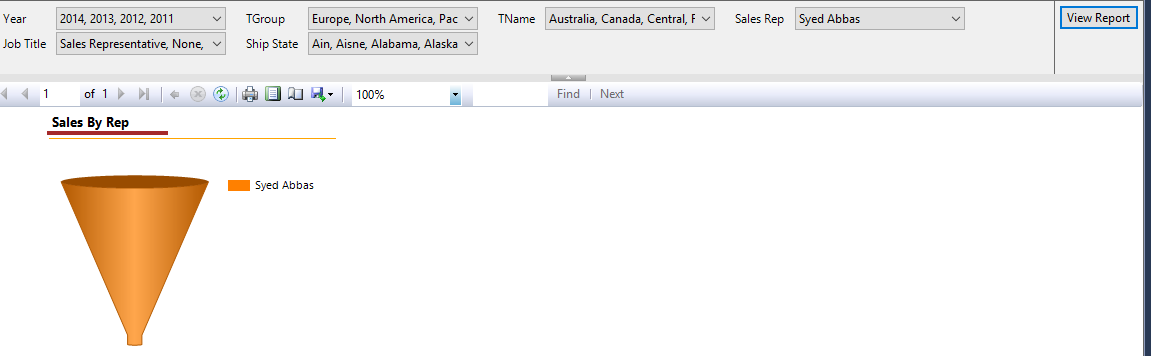 Year 2014, 2013, 2012, 2011 TGroup Europe, North America, Pac TName Australia, Canada, Central, F Sales Rep Syed Abbas View Report
Job Title Sales Representative, None, Ship State Ain, Aisne, Alabama, Alaska
1 of 1 100% Find | Next
Sales By Rep
Syed Abbas